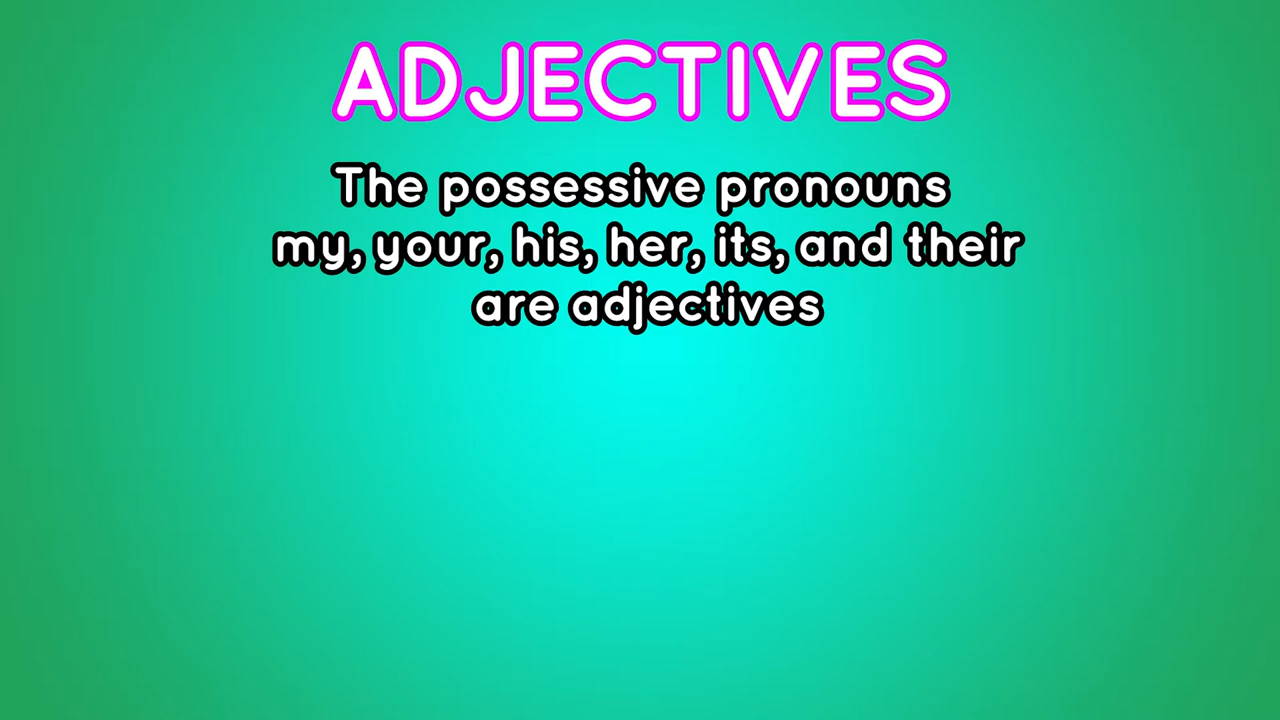 ADJECTIVES
The possessive pronouns
my, your, his, her, its, and their
are adjectives